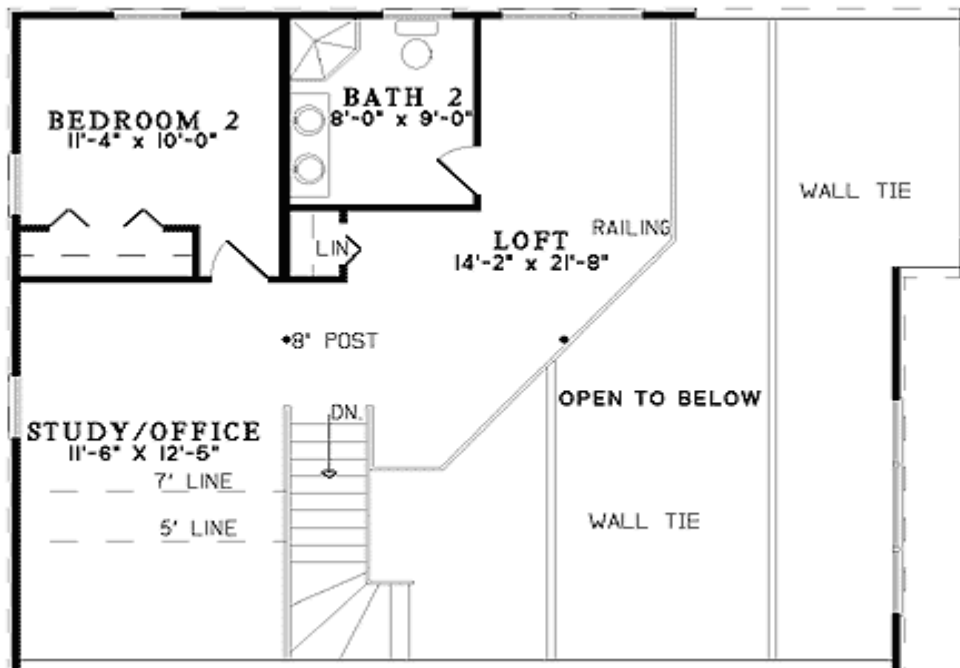 BEDROOM 2
11'-4" x 10'-0"
BATH 2
8'-0" x 9'-0"
WALL TIE
LIN
LOFT
14'-2" x 21'-8"
RAILING
8" POST
OPEN TO BELOW
DN.
STUDY/OFFICE
11'-6" X 12'-5"
7' LINE
5' LINE
WALL TIE